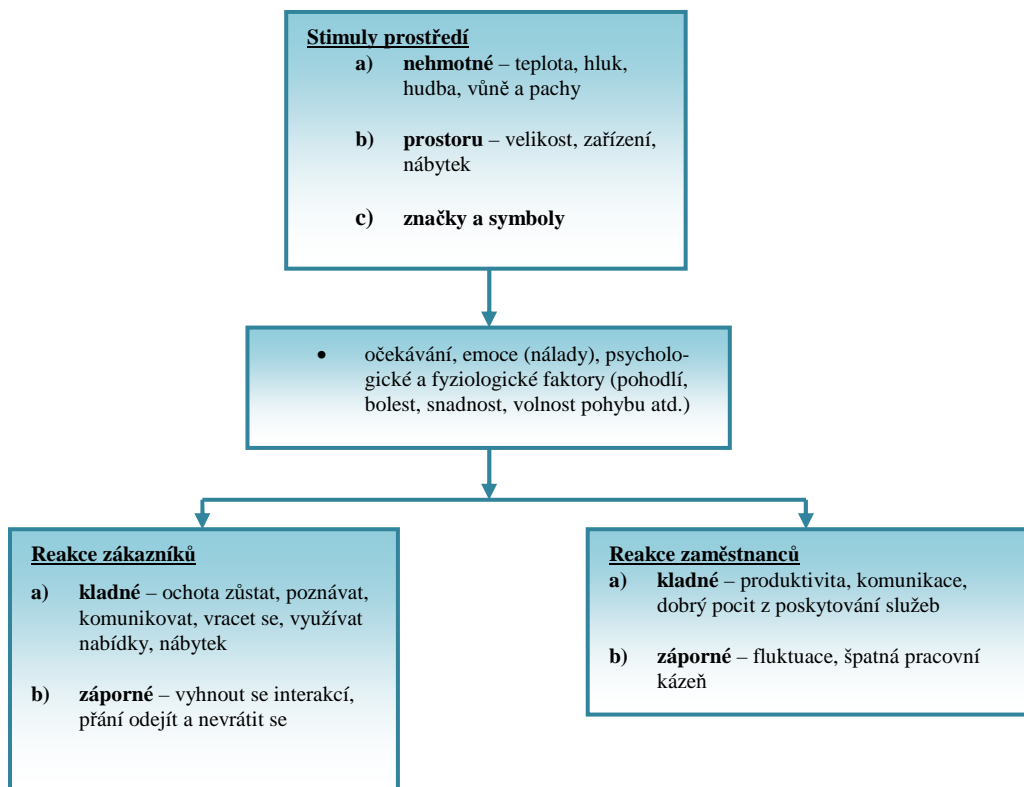 Stimuly prostředí
a) nehmotné – teplota, hluk,
hudba, vůně a pachy
b) prostoru – velikost, zařízení,
nábytek
c) značky a symboly
• očekávání, emoce (nálady), psycholo-
gické a fyziologické faktory (pohodlí,
bolest, snadnost, volnost pohybu atd.)
Reakce zákazníků
a) kladné – ochota zůstat, poznávat,
komunikovat, vracet se, využívat
nabídky, nábytek
b) záporné – vyhnout se interakcí,
přání odejít a nevrátit se
Reakce zaměstnanců
a) kladné – produktivita, komunikace,
dobrý pocit z poskytování služeb
b) záporné – fluktuace, špatná pracovní
kázeň